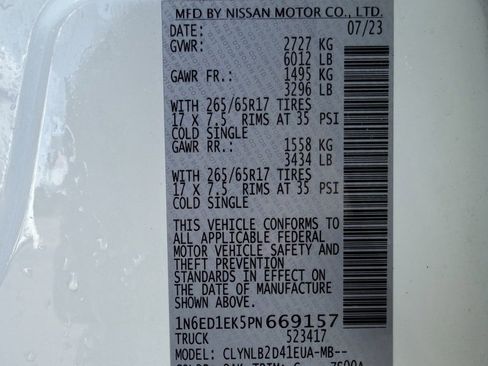 MFD BY NISSAN MOTOR CO., LTD.
DATE: 07/23
GVWR: 2727 KG
6012 LB
GAWR FR.: 1495 KG
3296 LB
WITH 265/65R17 TIRES
17 X 7.5 RIMS AT 35 PSI
COLD SINGLE
GAWR RR.: 1558 KG
3434 LB
WITH 265/65R17 TIRES
17 X 7.5 RIMS AT 35 PSI
COLD SINGLE
THIS VEHICLE CONFORMS TO
ALL APPLICABLE FEDERAL
MOTOR VEHICLE SAFETY AND
THEFT PREVENTION
STANDARDS IN EFFECT ON
THE DATE OF MANUFACTURE
SHOWN ABOVE.
1N6ED1EK5PN669157
TRUCK 523417
MODEL: CLYNLB2D41EUA-MB--